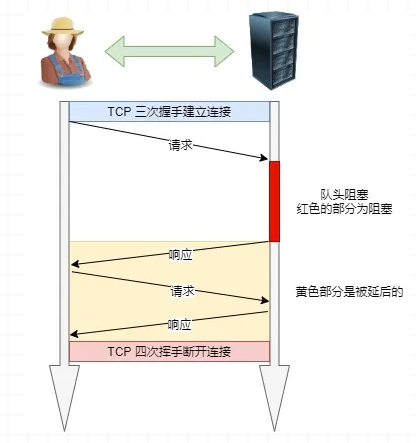 TCP 三次握手建立连接
请求
队头阻塞
红色的部分为阻塞
响应
请求
黄色部分是被延后的
响应
TCP 四次挥手断开连接